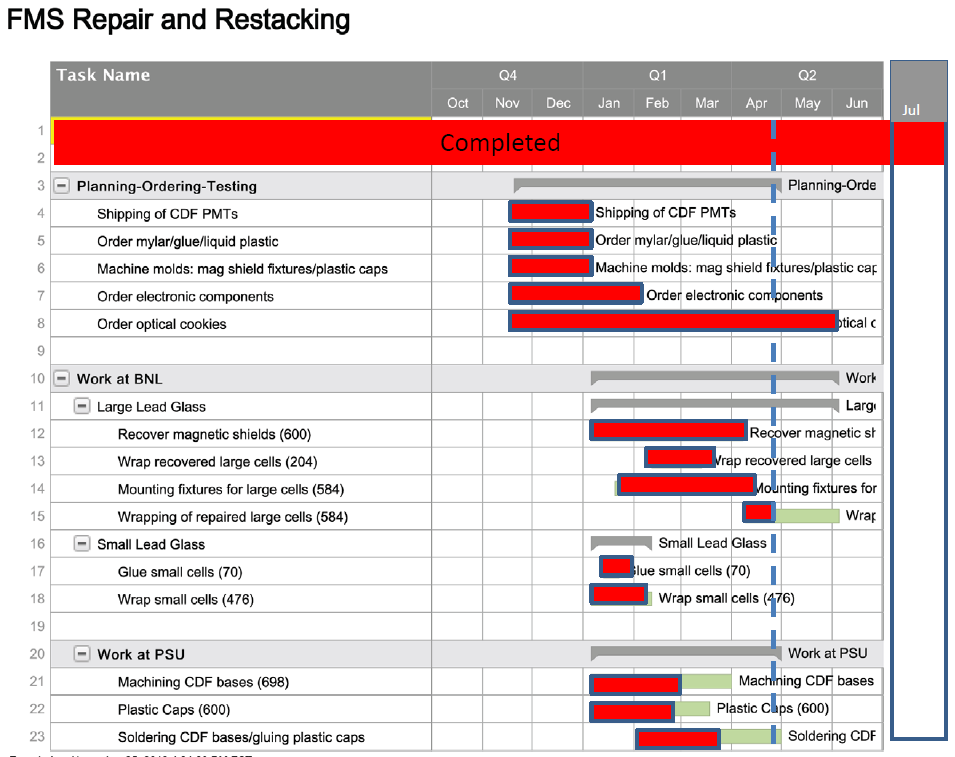 FMS Repair and Restacking
Task Name Q4 Q1 Q2
Oct Nov Dec Jan Feb Mar Apr May Jun Jul
1
Completed
2
3 Planning-Ordering-Testing Planning-Orde
4 Shipping of CDF PMTs Shipping of CDF PMTs
5 Order mylar/glue/liquid plastic Order mylar/glue/liquid plastic
6 Machine molds: mag shield fixtures/plastic caps Machine molds: mag shield fixtures/plastic cap
7 Order electronic components Order electronic components
8 Order optical cookies ptical c
9
10 Work at BNL Work
11 Large Lead Glass Large
12 Recover magnetic shields (600) Recover magnetic sh
13 Wrap recovered large cells (204) Wrap recovered large cells
14 Mounting fixtures for large cells (584) Mounting fixtures for
15 Wrapping of repaired large cells (584) Wrap
16 Small Lead Glass Small Lead Glass
17 Glue small cells (70) Glue small cells (70)
18 Wrap small cells (476) Wrap small cells (476)
19
20 Work at PSU Work at PSU
21 Machining CDF bases (698) Machining CDF bases
22 Plastic Caps (600) Plastic Caps (600)
23 Soldering CDF bases/gluing plastic caps Soldering CDF